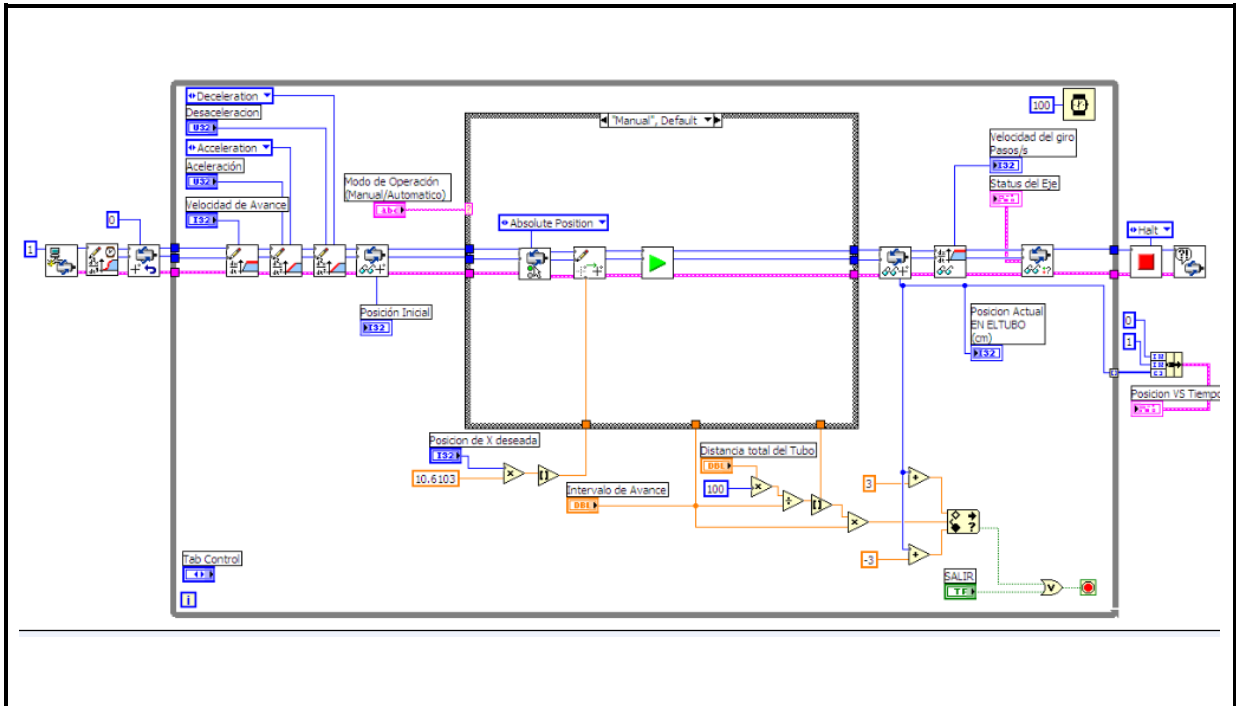 Deceleration
Desaceleracion
U32
Acceleration
Aceleración
U32
Velocidad de Avance
I32
0
1
Modo de Operación
(Manual/Automatico)
abc
?
"Manual", Default
Absolute Position
Posición Inicial
I32
100
Velocidad del giro
Pasos/s
I32
Status del Eje
Halt
Posicion Actual
EN ELTUBO
(cm)
I32
0
1
Posicion VS Tiempo
Posicion de X deseada
I32
10.6103
Intervalo de Avance
DBL
Distancia total del Tubo
DBL
100
3
-3
SALIR
TF
Tab Control
i